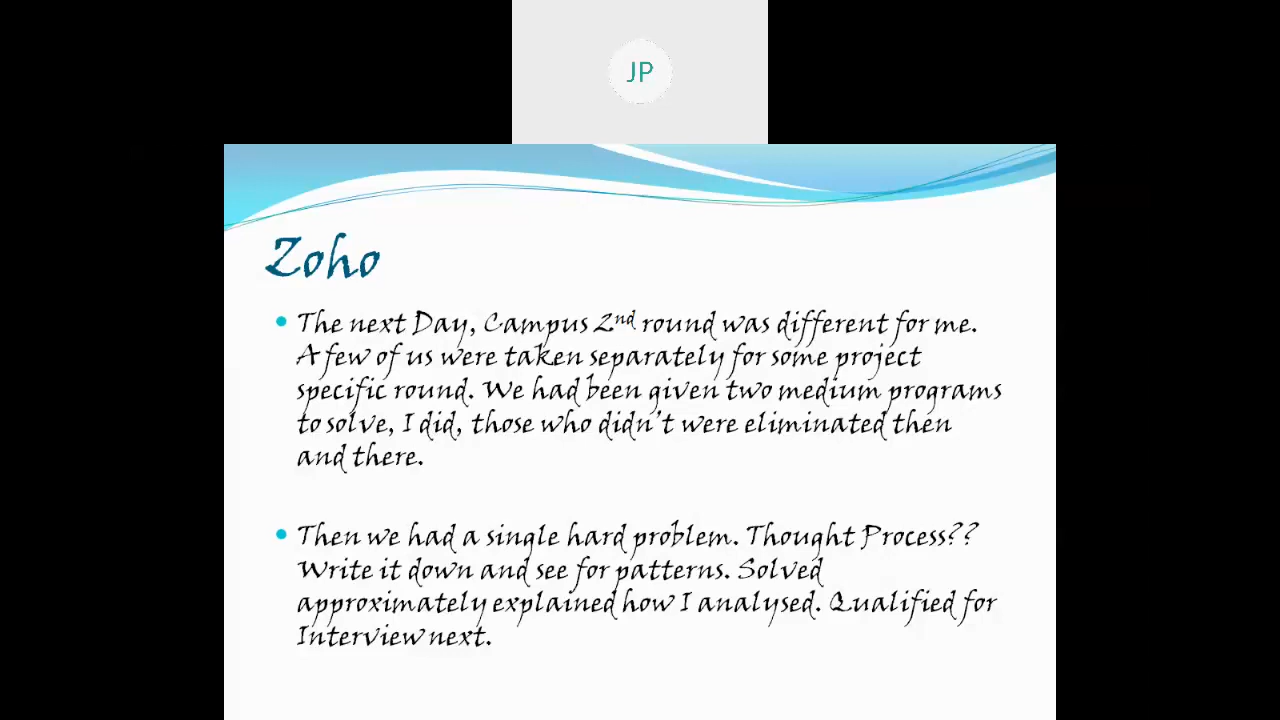 JP
Zoho
• The next Day, Campus 2nd round was different for me.
A few of us were taken separately for some project
specific round. We had been given two medium programs
to solve, I did, those who didn't were eliminated then
and there.
• Then we had a single hard problem. Thought Process??
Write it down and see for patterns. Solved
approximately explained how I analysed. Qualified for
Interview next.